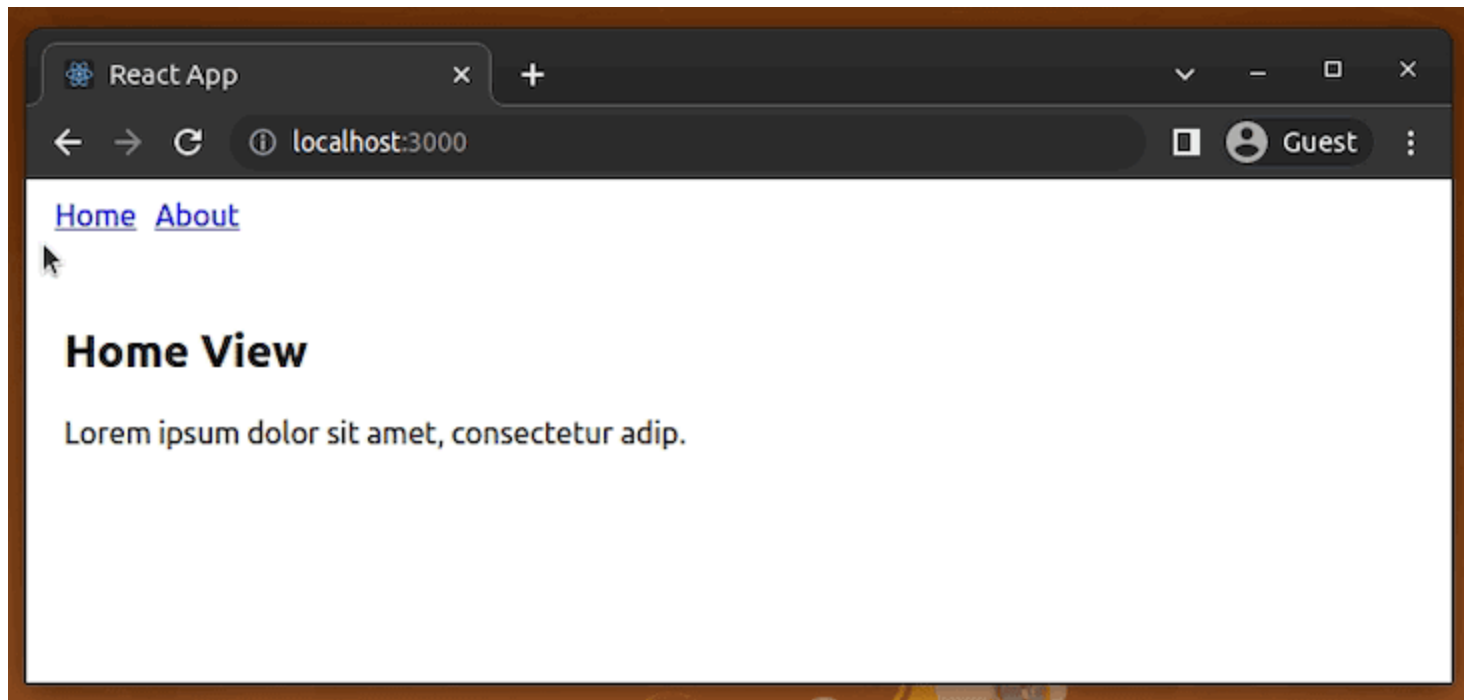 React App
localhost:3000
Guest
Home About
Home View
Lorem ipsum dolor sit amet, consectetur adip.